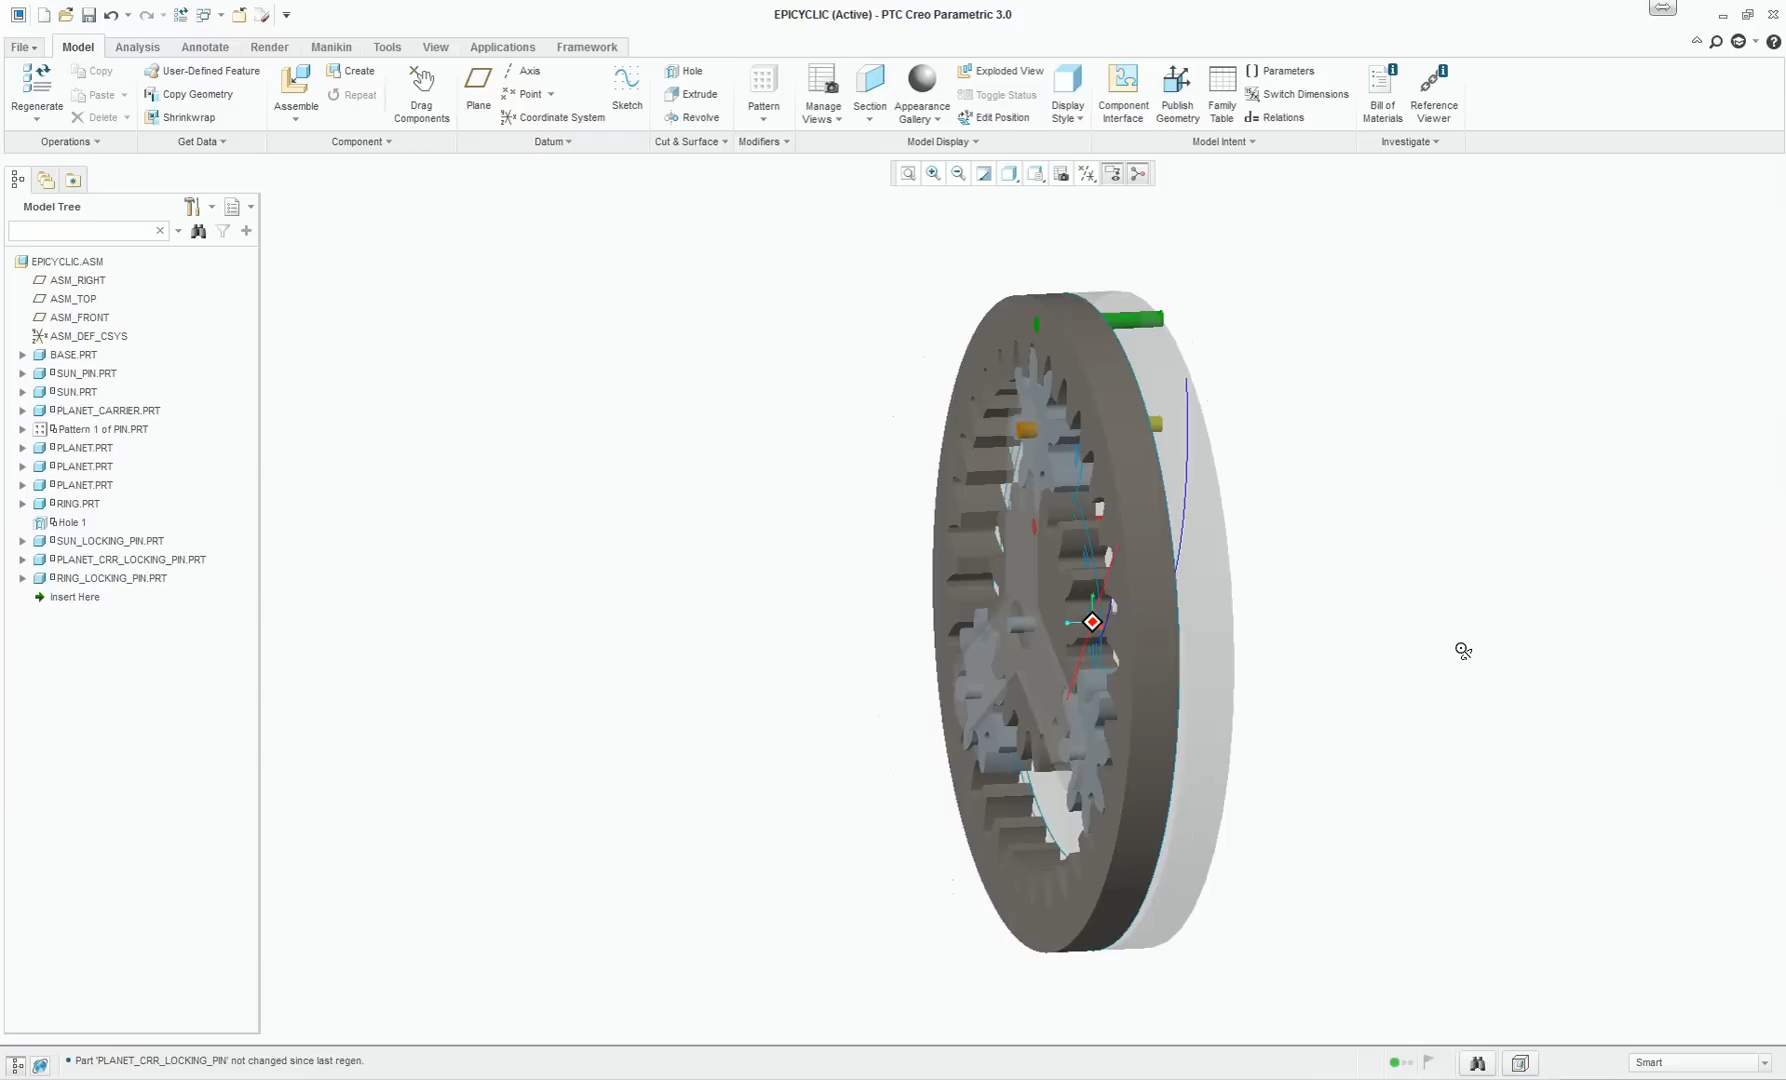 EPICYCLIC (Active) - PTC Creo Parametric 3.0
File Model Analysis Annotate Render Manikin Tools View Applications Framework
Regenerate
Copy
Paste
Delete
Operations
User-Defined Feature
Copy Geometry
Shrinkwrap
Get Data
Assemble
Create
Repeat
Drag
Components
Component
Plane
Axis
Point
Coordinate System
Sketch
Datum
Hole
Extrude
Revolve
Cut & Surface
Pattern
Modifiers
Manage
Views
Section
Appearance
Gallery
Exploded View
Toggle Status
Edit Position
Display
Style
Model Display
Component
Interface
Publish
Geometry
Family
Table
Parameters
Switch Dimensions
d= Relations
Model Intent
Bill of
Materials
Reference
Viewer
Investigate
Model Tree
EPICYCLIC.ASM
ASM_RIGHT
ASM_TOP
ASM_FRONT
ASM_DEF_CSYS
BASE.PRT
SUN_PIN.PRT
SUN.PRT
PLANET_CARRIER.PRT
Pattern 1 of PIN.PRT
PLANET.PRT
PLANET.PRT
PLANET.PRT
RING.PRT
Hole 1
SUN_LOCKING_PIN.PRT
PLANET_CRR_LOCKING_PIN.PRT
RING_LOCKING_PIN.PRT
Insert Here
• Part 'PLANET_CRR_LOCKING_PIN' not changed since last regen.
Smart